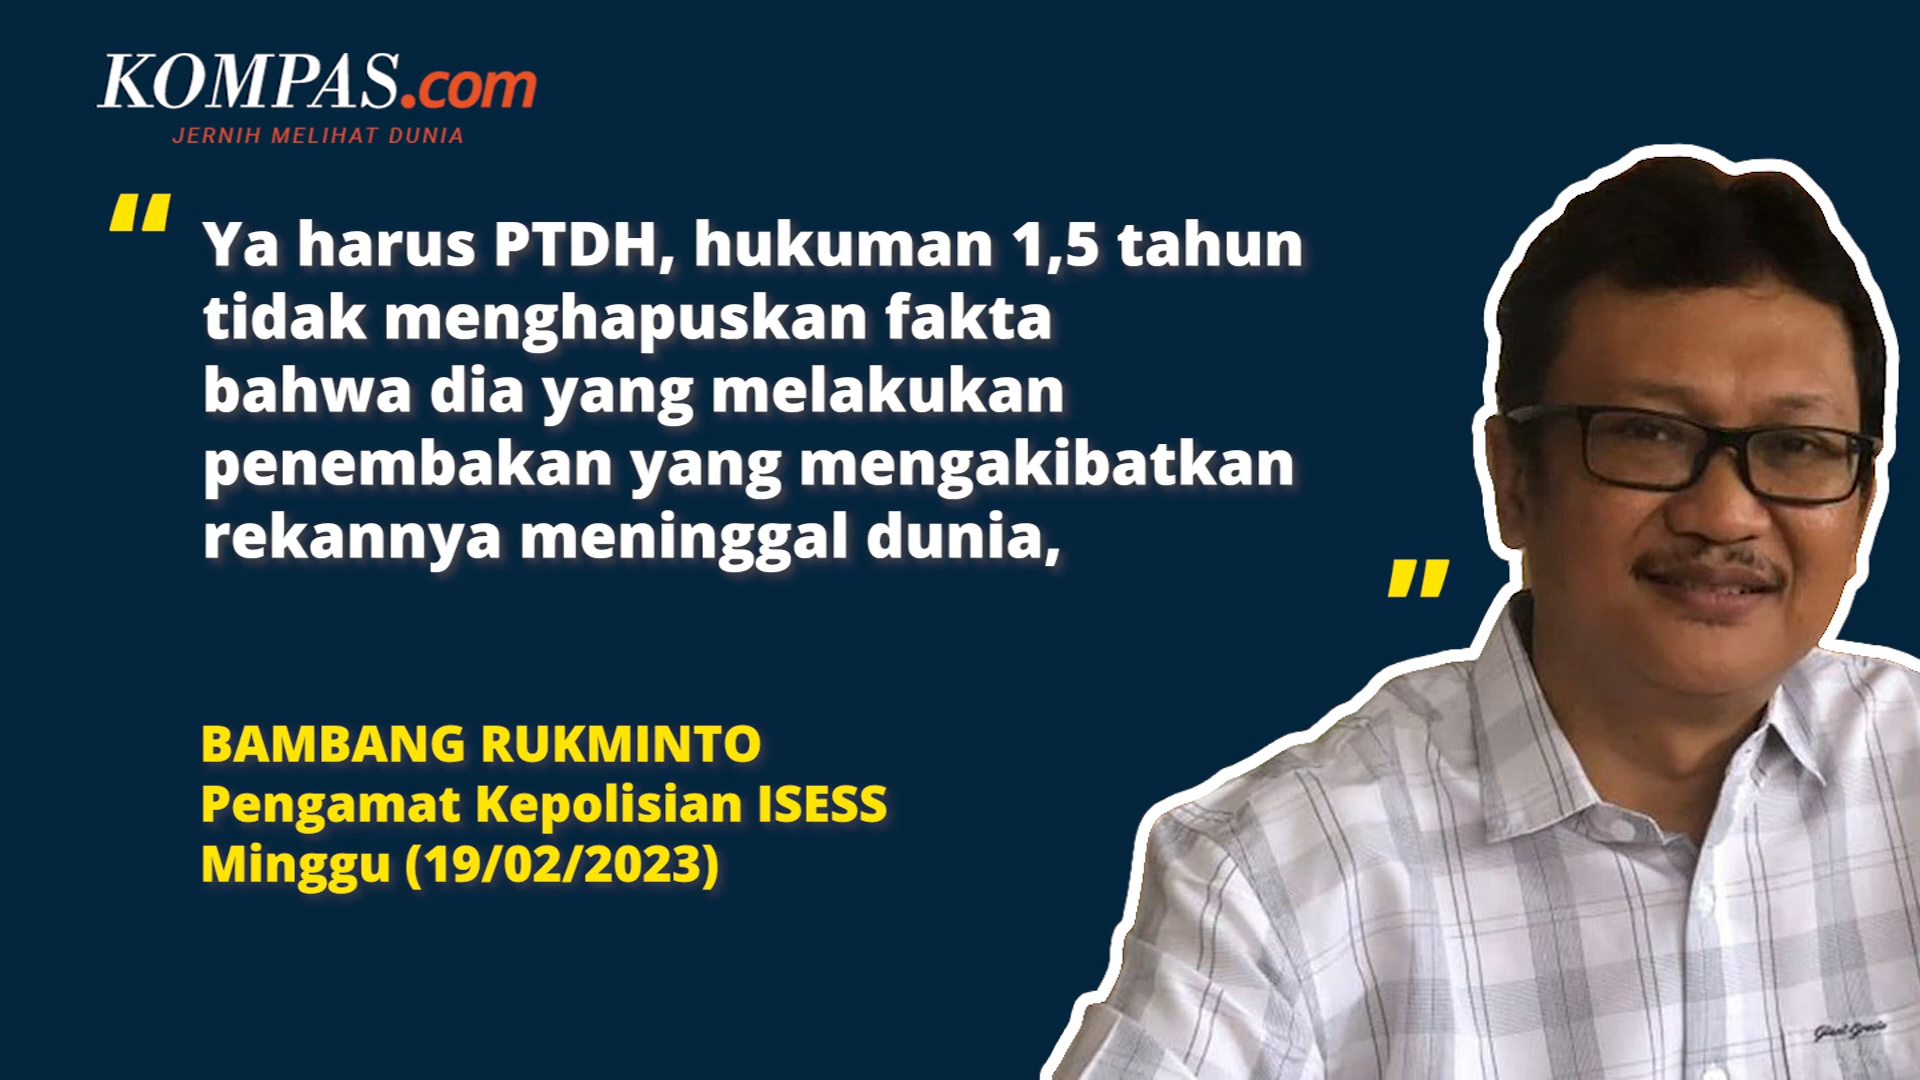 KOMPAS.com
JERNIH MELIHAT DUNIA
“ Ya harus PTDH, hukuman 1,5 tahun
tidak menghapuskan fakta
bahwa dia yang melakukan
penembakan yang mengakibatkan
rekannya meninggal dunia, ”
BAMBANG RUKMINTO
Pengamat Kepolisian ISESS
Minggu (19/02/2023)